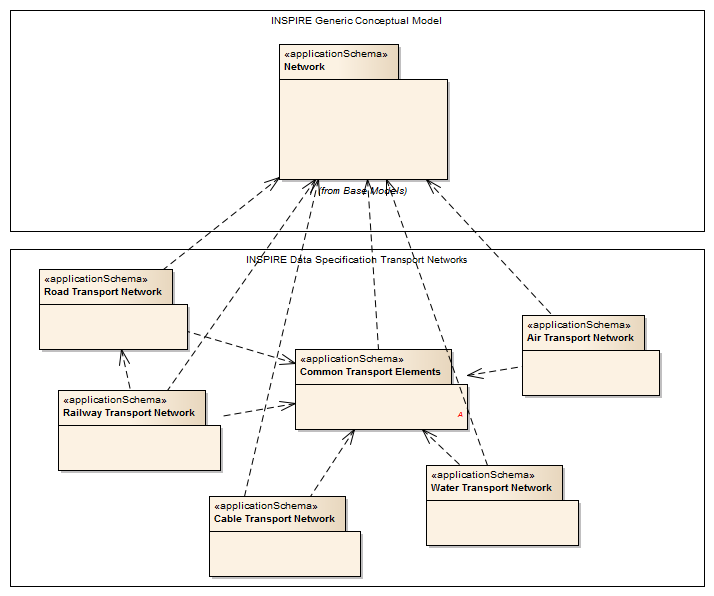 INSPIRE Generic Conceptual Model
«applicationSchema»
Network
(from Base Models)
INSPIRE Data Specification Transport Networks
«applicationSchema»
Road Transport Network
«applicationSchema»
Air Transport Network
«applicationSchema»
Common Transport Elements
A
«applicationSchema»
Railway Transport Network
«applicationSchema»
Water Transport Network
«applicationSchema»
Cable Transport Network